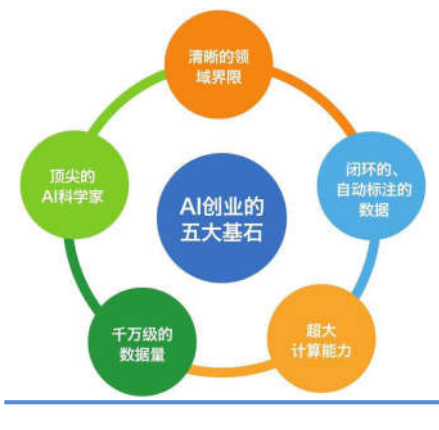 清晰的领
域界限
闭环的、
自动标注的
数据
超大
计算能力
千万级的
数据量
顶尖的
AI科学家
AI创业的
五大基石